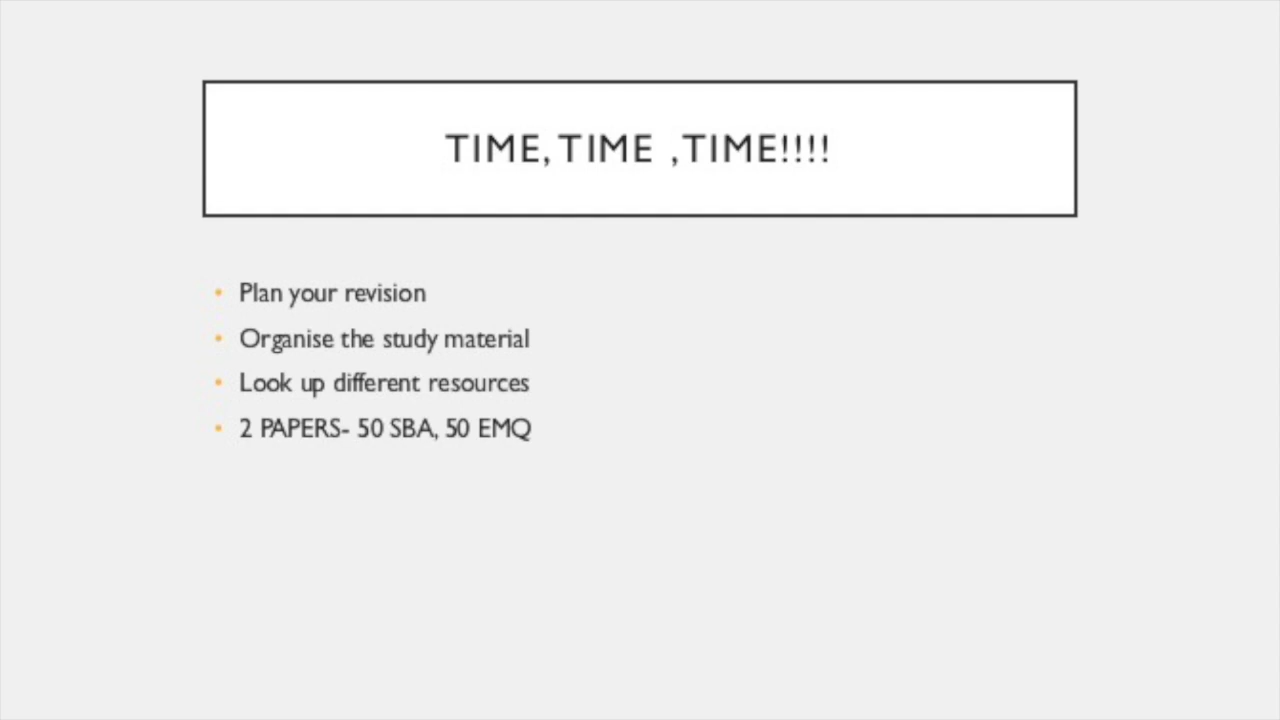 TIME, TIME ,TIME!!!!
• Plan your revision
• Organise the study material
• Look up different resources
• 2 PAPERS- 50 SBA, 50 EMQ